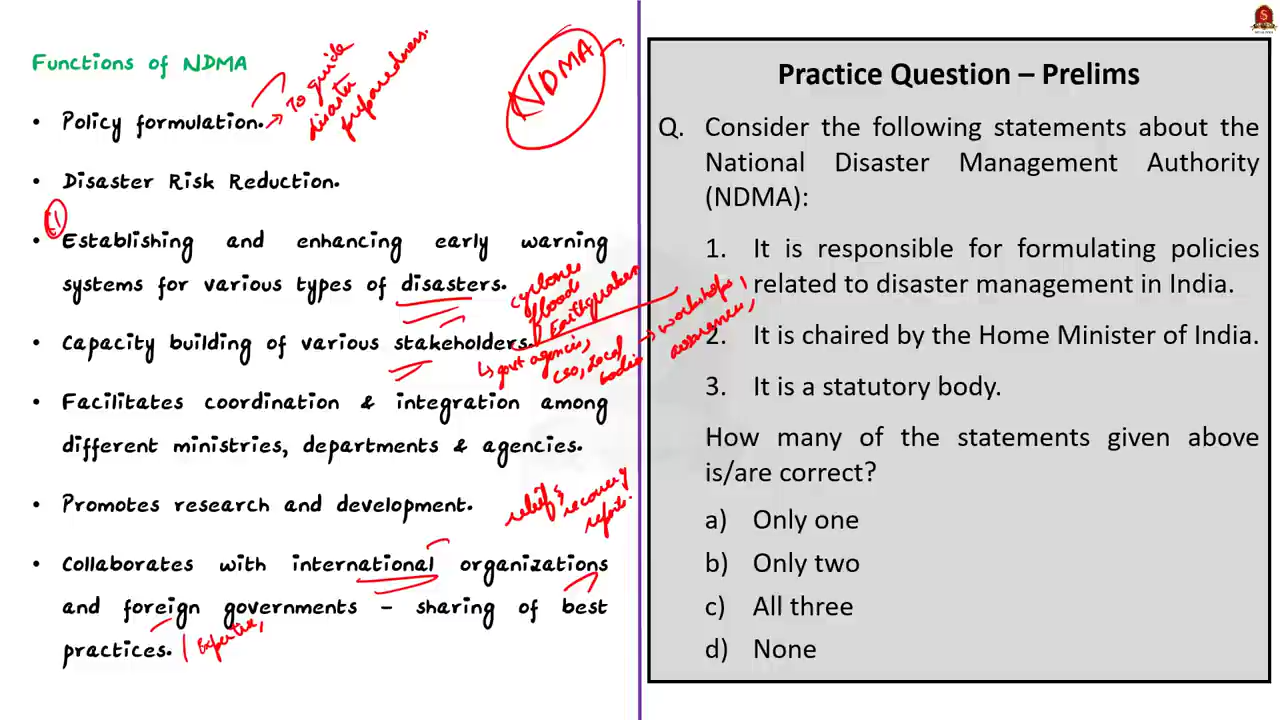 Functions of NDMA
• Policy formulation.
→ To guide
disaster
preparedness.
NDMA
• Disaster Risk Reduction.
• Establishing and enhancing early warning
systems for various types of disasters.
cyclones
floods
Earthquakes
• Capacity building of various stakeholders.
↳ govt agencies,
CSO, Local
bodies
→ workshops,
• Facilitates coordination & integration among
different ministries, departments & agencies.
• Promotes research and development.
relief &
recovery
• Collaborates with international organizations
and foreign governments – sharing of best
practices.
Expertise,
Practice Question – Prelims
Q. Consider the following statements about the
National Disaster Management Authority
(NDMA):
1. It is responsible for formulating policies
related to disaster management in India.
2. It is chaired by the Home Minister of India.
3. It is a statutory body.
How many of the statements given above
is/are correct?
a) Only one
b) Only two
c) All three
d) None